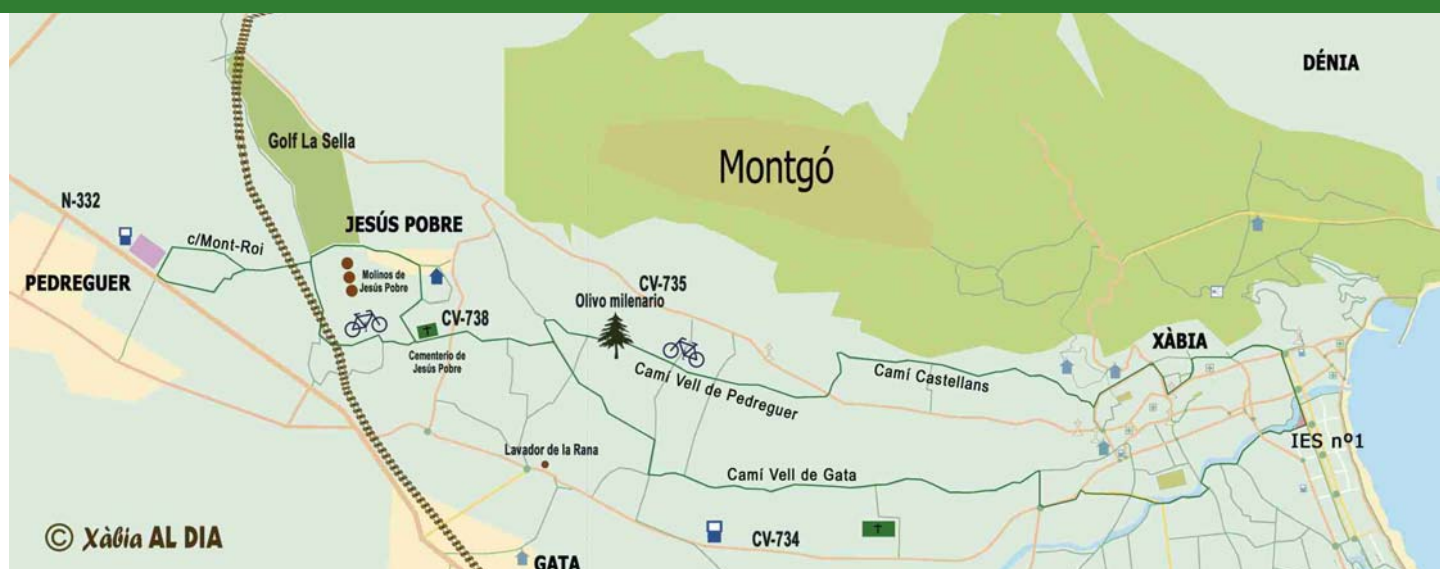 DÉNIA
Golf La Sella
Montgó
N-332
JESÚS POBRE
c/Mont-Roi
PEDREGUER
Molinos de
Jesús Pobre
CV-735
Olivo milenario
CV-738
XÀBIA
Cementerio de
Jesús Pobre
Camí Vell de Pedreguer
Camí Castellans
IES nº1
Lavador de la Rana
Camí Vell de Gata
© Xàbia AL DIA
CV-734
GATA